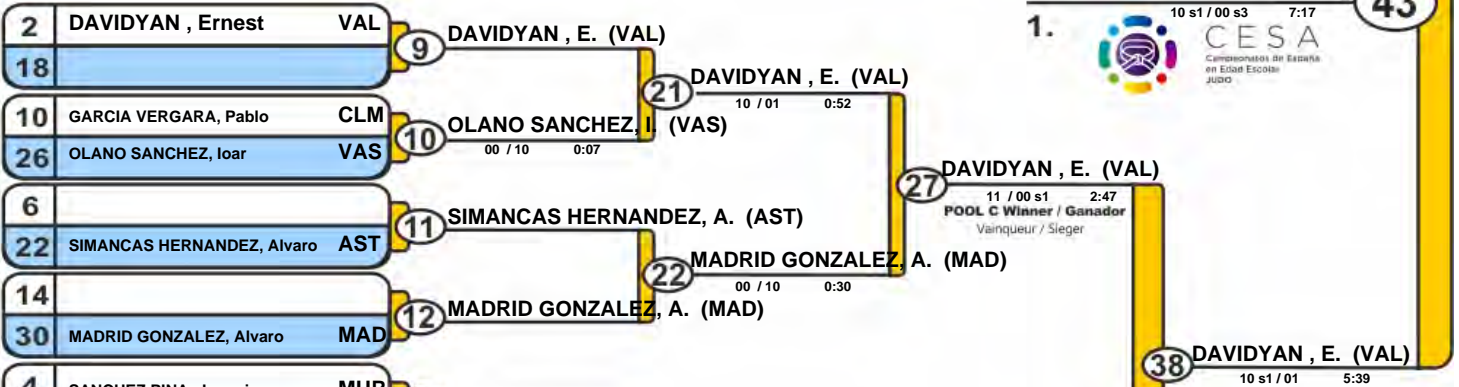 2 DAVIDYAN , Ernest VAL
18
9
DAVIDYAN , E. (VAL)
10 GARCIA VERGARA, Pablo CLM
26 OLANO SANCHEZ, Ioar VAS
10
OLANO SANCHEZ, I. (VAS)
00 / 10 0:07
21
DAVIDYAN , E. (VAL)
10 / 01 0:52
6
22 SIMANCAS HERNANDEZ, Alvaro AST
11
SIMANCAS HERNANDEZ, A. (AST)
14
30 MADRID GONZALEZ, Alvaro MAD
12
MADRID GONZALEZ, A. (MAD)
22
MADRID GONZALEZ, A. (MAD)
00 / 10 0:30
27
DAVIDYAN , E. (VAL)
11 / 00 s1 2:47
POOL C Winner / Ganador
Vainqueur / Sieger
10 s1 / 00 s3 7:17
43
1.
CESA
Campeonatos de España
en Edad Escolar
JUDO
38
DAVIDYAN , E. (VAL)
10 s1 / 01 5:39
4
MUR